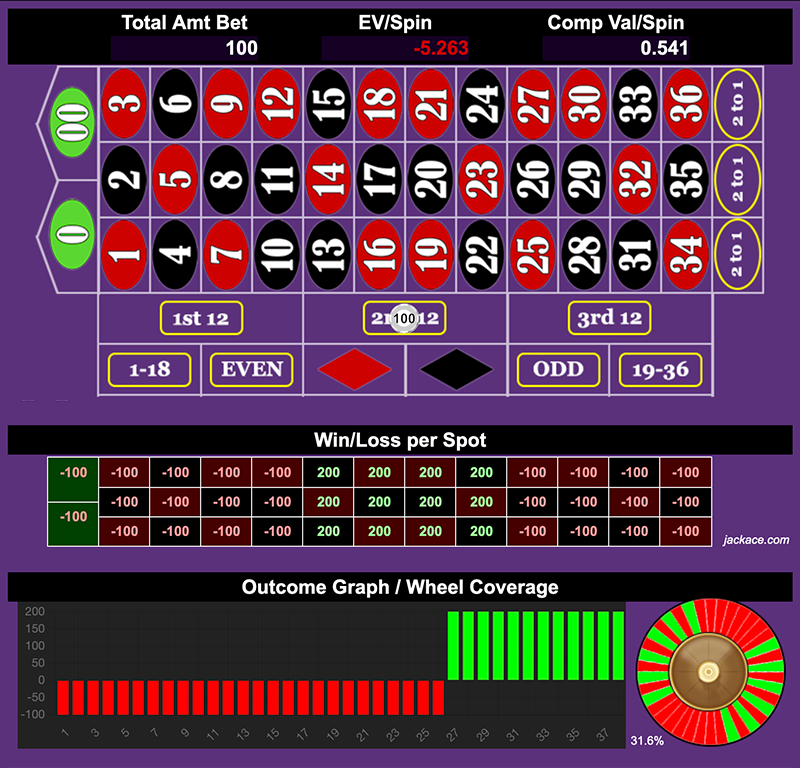 Total Amt Bet EV/Spin Comp Val/Spin
100 -5.263 0.541
00 3 6 9 12 15 18 21 24 27 30 33 36 2 to 1
2 5 8 11 14 17 20 23 26 29 32 35 2 to 1
0 1 4 7 10 13 16 19 22 25 28 31 34 2 to 1
1st 12 100 12 3rd 12
1-18 EVEN ODD 19-36
Win/Loss per Spot
-100 -100 -100 -100 -100 200 200 200 200 -100 -100 -100 -100
-100 -100 -100 -100 200 200 200 200 -100 -100 -100 -100
-100 -100 -100 -100 -100 200 200 200 200 -100 -100 -100 -100
jackace.com
Outcome Graph / Wheel Coverage
200
150
100
50
0
-50
-100
1 3 5 7 9 11 13 15 17 19 21 23 25 27 29 31 33 35 37
31.6%